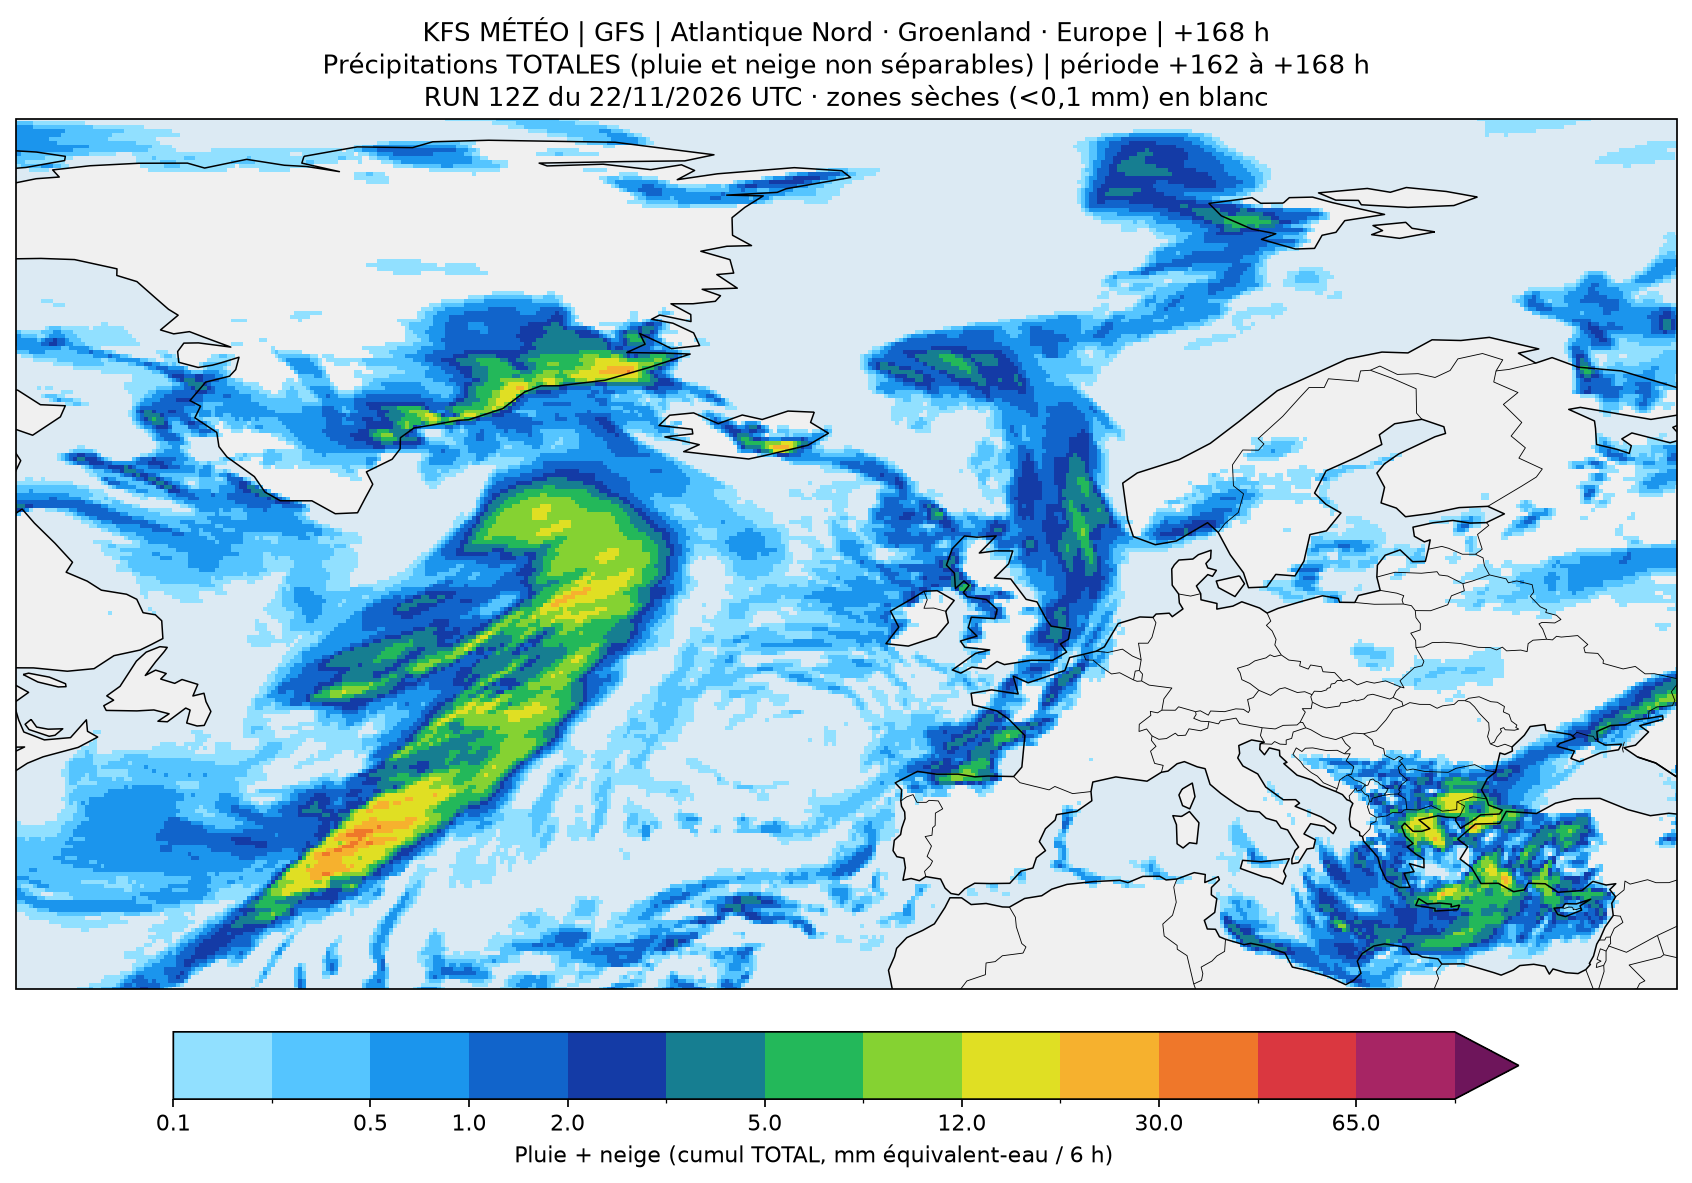 KFS MÉTÉO | GFS | Atlantique Nord · Groenland · Europe | +168 h
Précipitations TOTALES (pluie et neige non séparables) | période +162 à +168 h
RUN 12Z du 22/11/2026 UTC · zones sèches (<0,1 mm) en blanc
0.1 0.5 1.0 2.0 5.0 12.0 30.0 65.0
Pluie + neige (cumul TOTAL, mm équivalent-eau / 6 h)